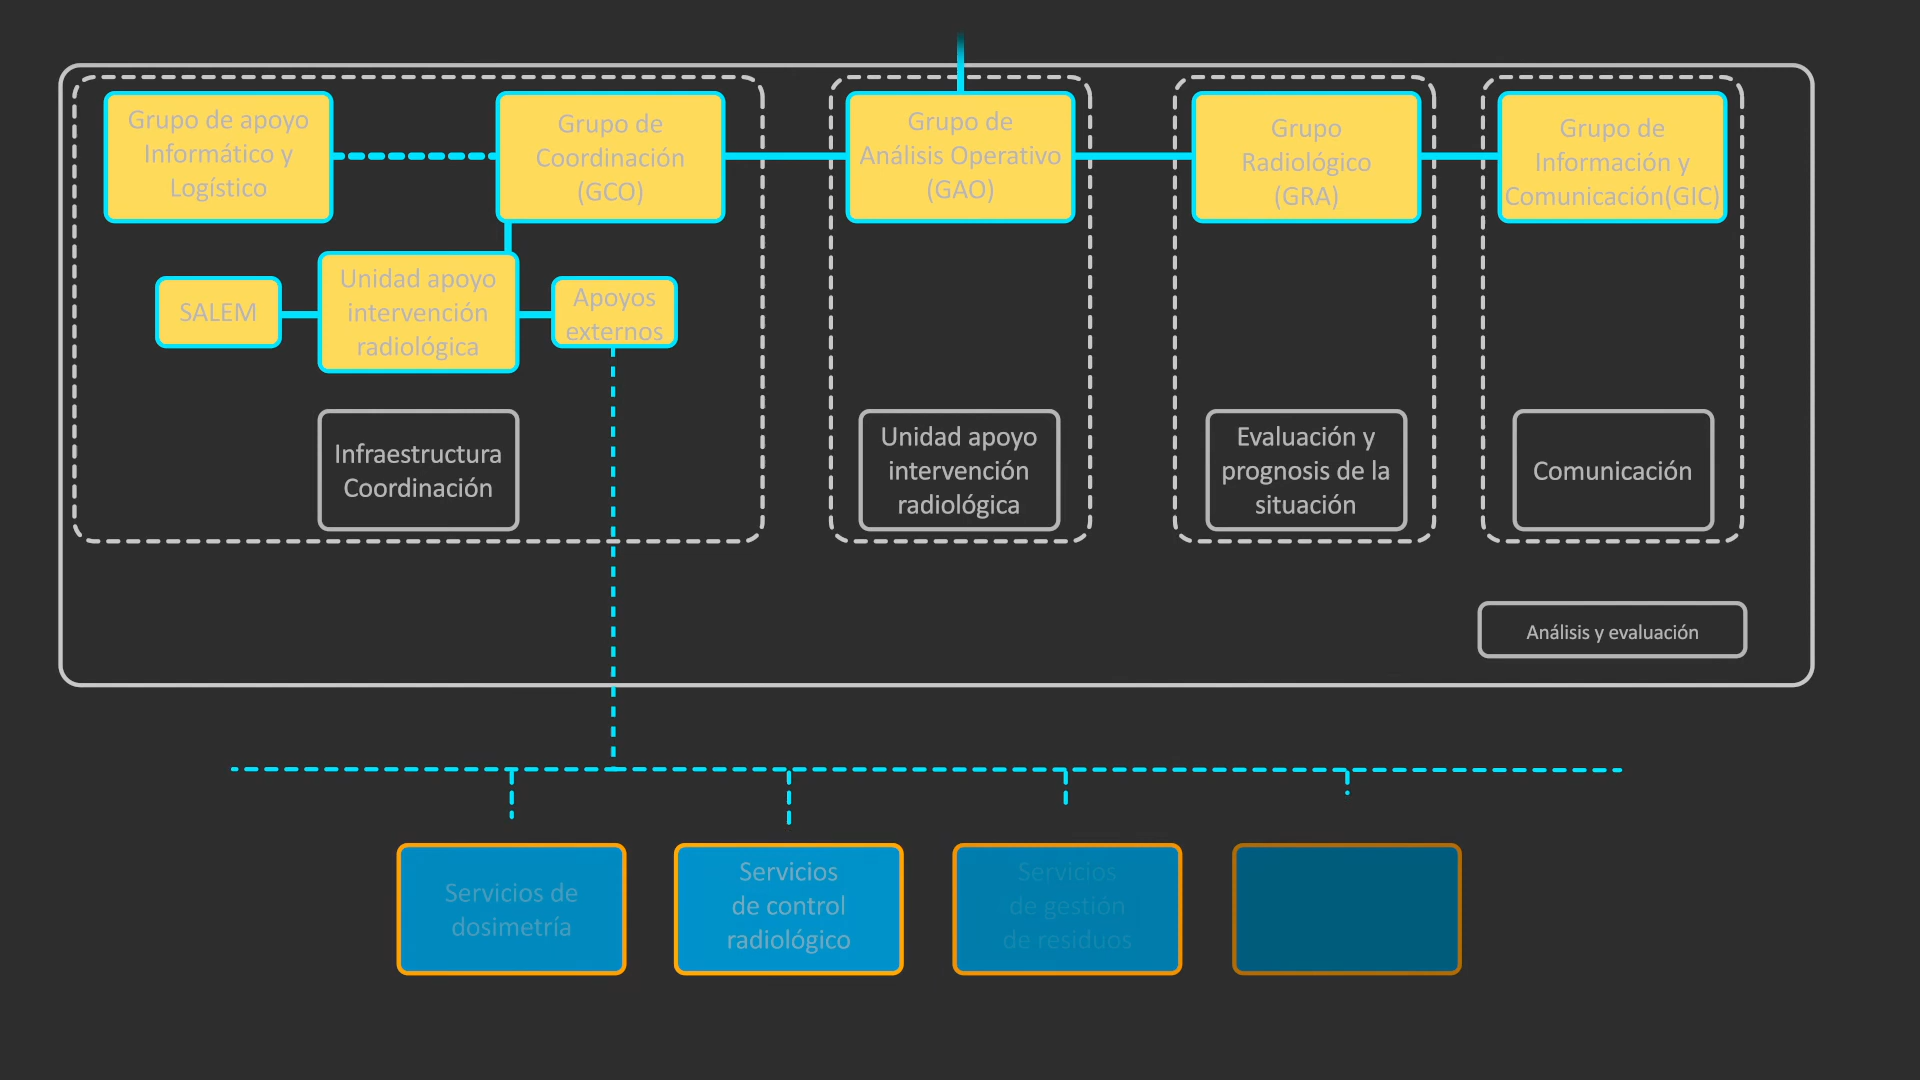 Grupo de apoyo
Informático y
Logístico
Grupo de
Coordinación
(GCO)
Grupo de
Análisis Operativo
(GAO)
Grupo
Radiológico
(GRA)
Grupo de
Información y
Comunicación(GIC)
SALEM
Unidad apoyo
intervención
radiológica
Apoyos
externos
Infraestructura
Coordinación
Unidad apoyo
intervención
radiológica
Evaluación y
prognosis de la
situación
Comunicación
Análisis y evaluación
Servicios de
dosimetría
Servicios
de control
radiológico
Servicios
de gestión
de residuos